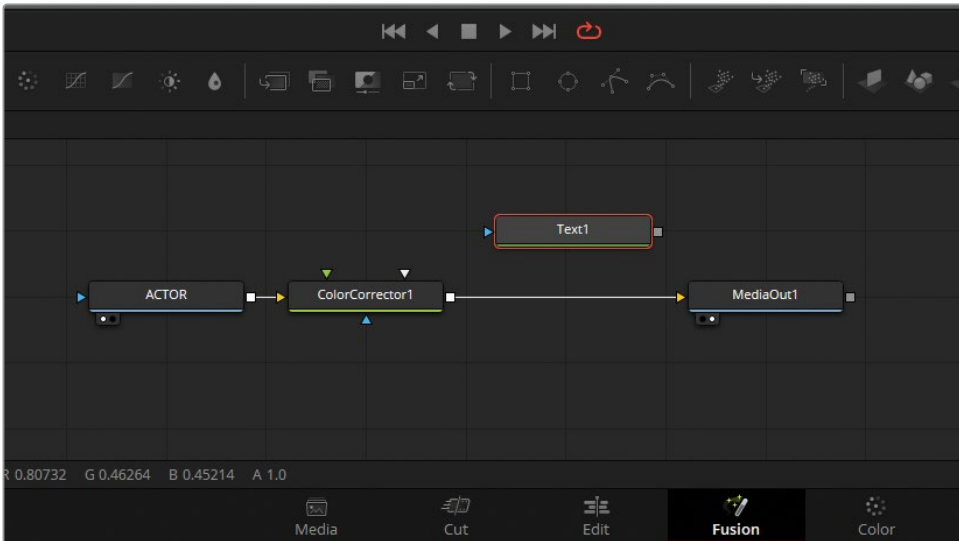 Text1
ACTOR
ColorCorrector1
MediaOut1
R 0.80732 G 0.46264 B 0.45214 A 1.0
Media
Cut
Edit
Fusion
Color